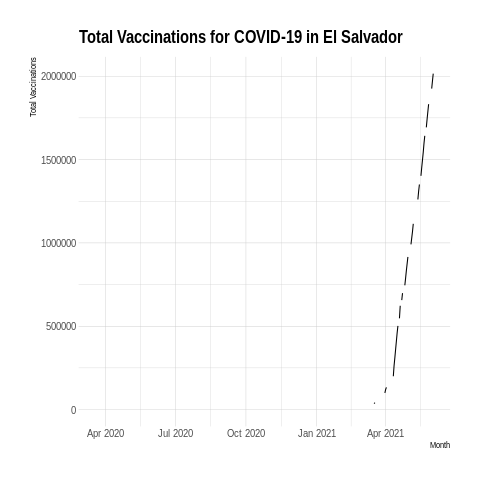 Total Vaccinations for COVID-19 in El Salvador
Total Vaccinations
2000000
1500000
1000000
500000
0
Apr 2020 Jul 2020 Oct 2020 Jan 2021 Apr 2021
Month